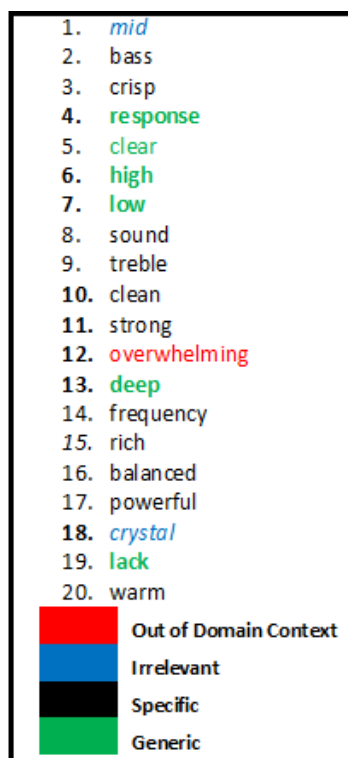 1. mid
2. bass
3. crisp
4. response
5. clear
6. high
7. low
8. sound
9. treble
10. clean
11. strong
12. overwhelming
13. deep
14. frequency
15. rich
16. balanced
17. powerful
18. crystal
19. lack
20. warm
Out of Domain Context
Irrelevant
Specific
Generic